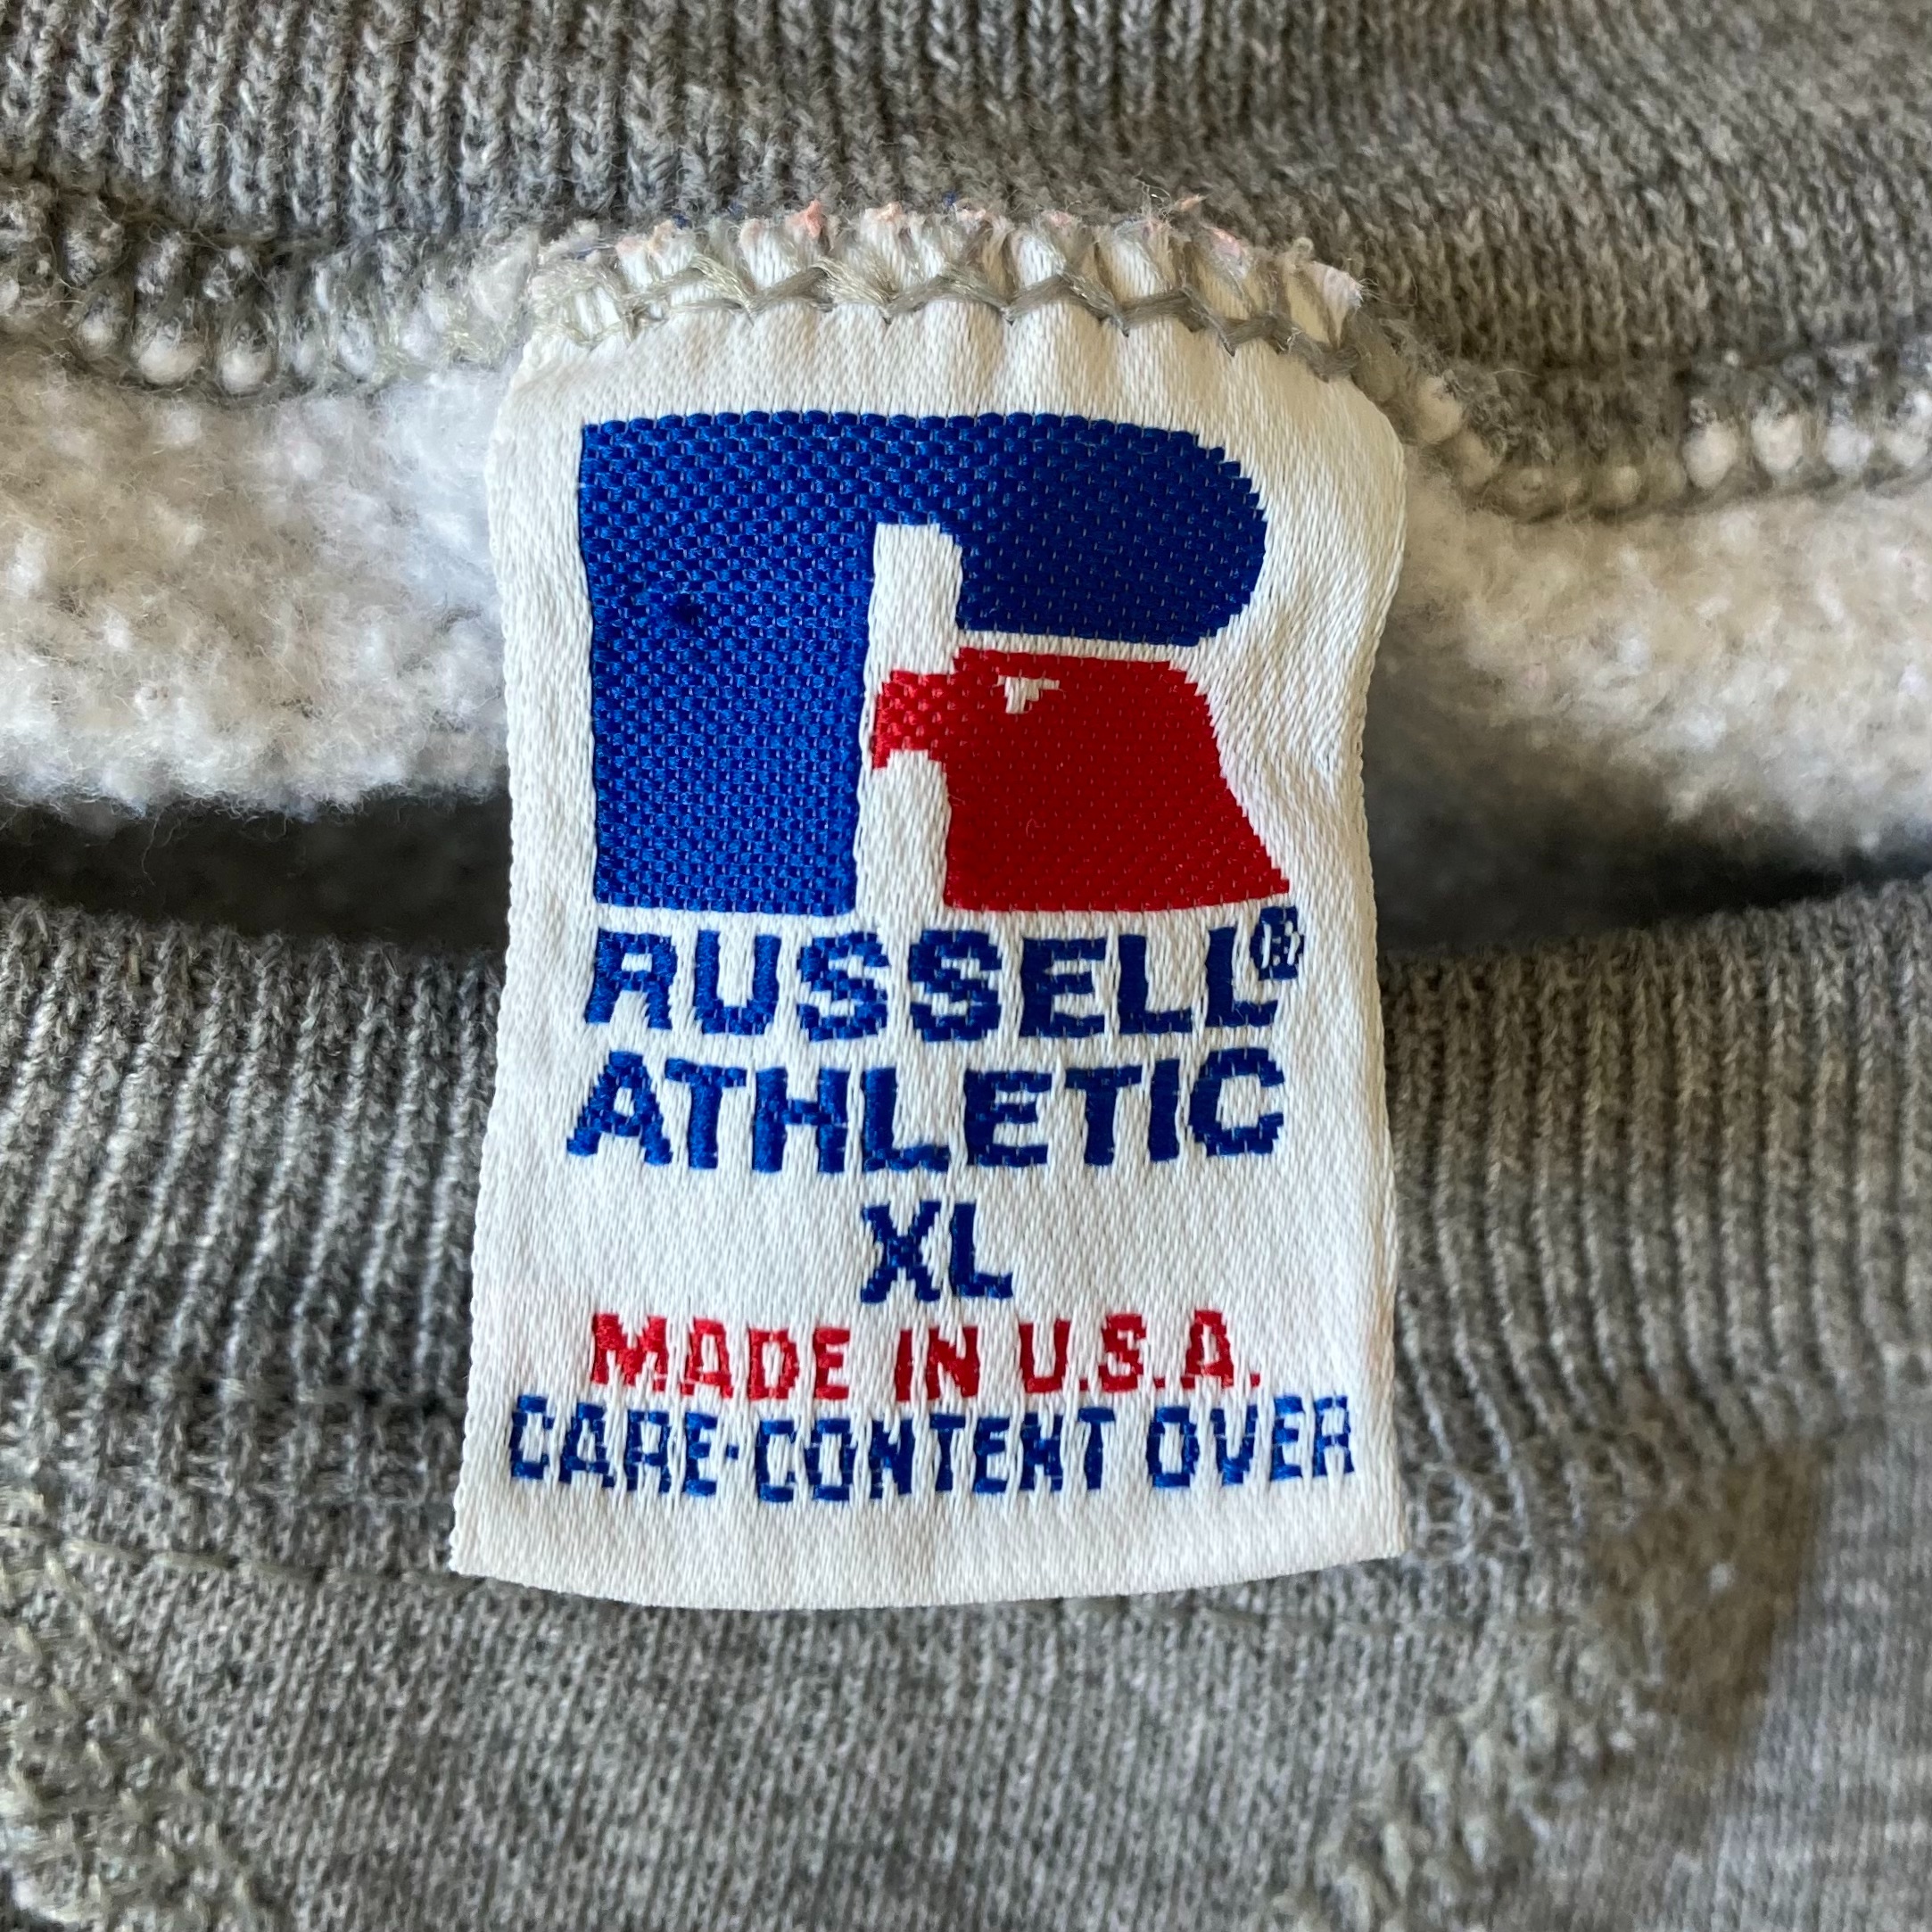 RUSSELL®
ATHLETIC
XL
MADE IN U.S.A.
CARE·CONTENT OVER